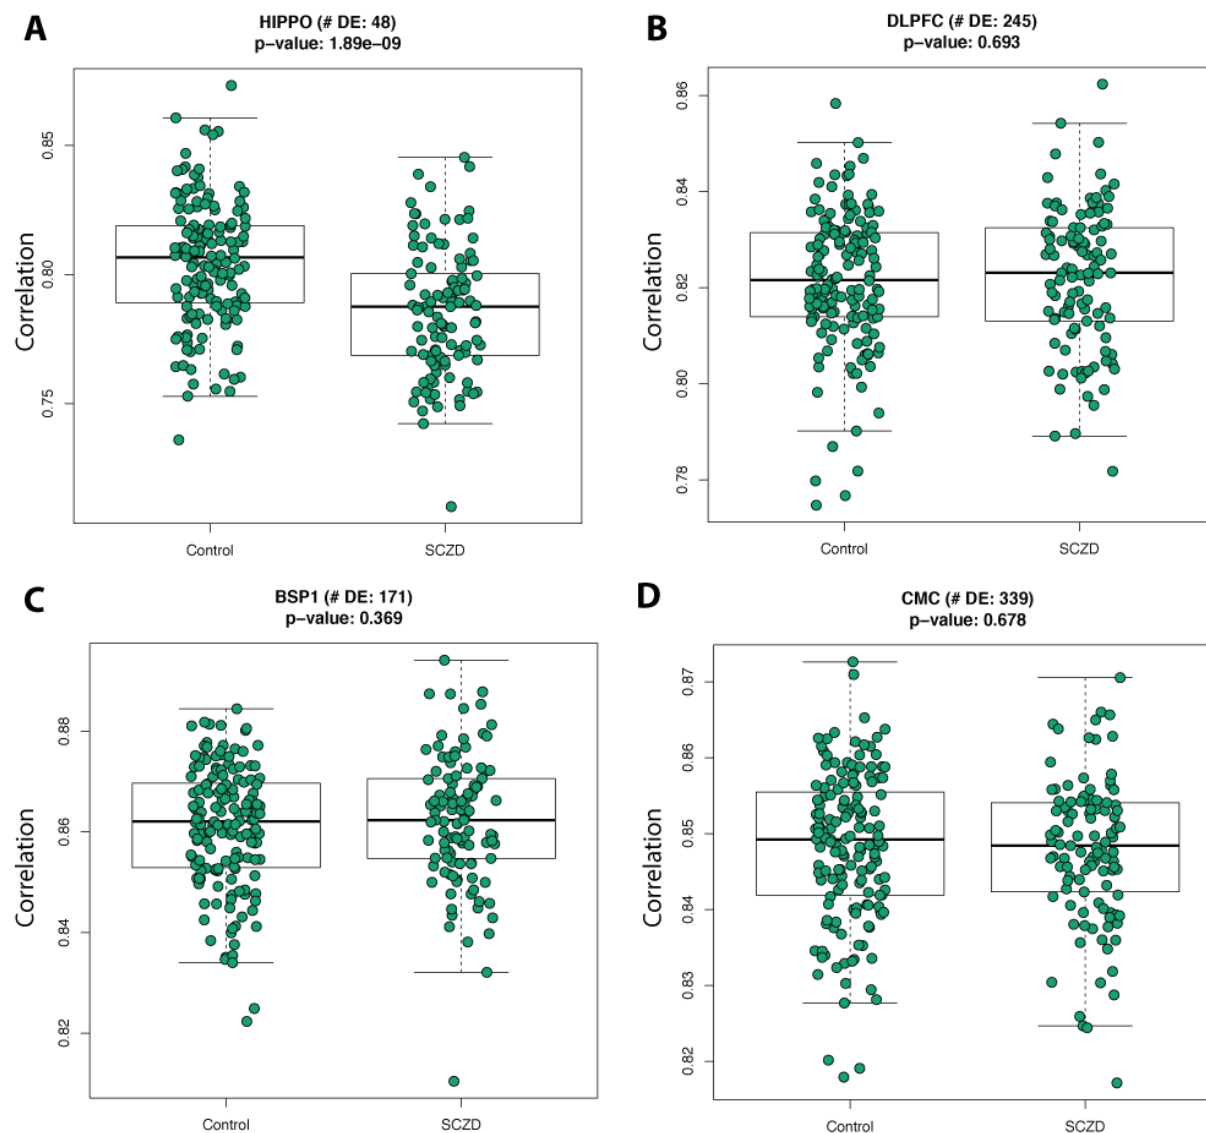 A
HIPPO (# DE: 48)
p–value: 1.89e–09
Correlation
0.85
0.80
0.75
Control
SCZD
B
DLPFC (# DE: 245)
p–value: 0.693
Correlation
0.86
0.84
0.82
0.80
0.78
Control
SCZD
C
BSP1 (# DE: 171)
p–value: 0.369
Correlation
0.88
0.86
0.84
0.82
Control
SCZD
D
CMC (# DE: 339)
p–value: 0.678
Correlation
0.87
0.86
0.85
0.84
0.83
0.82
Control
SCZD